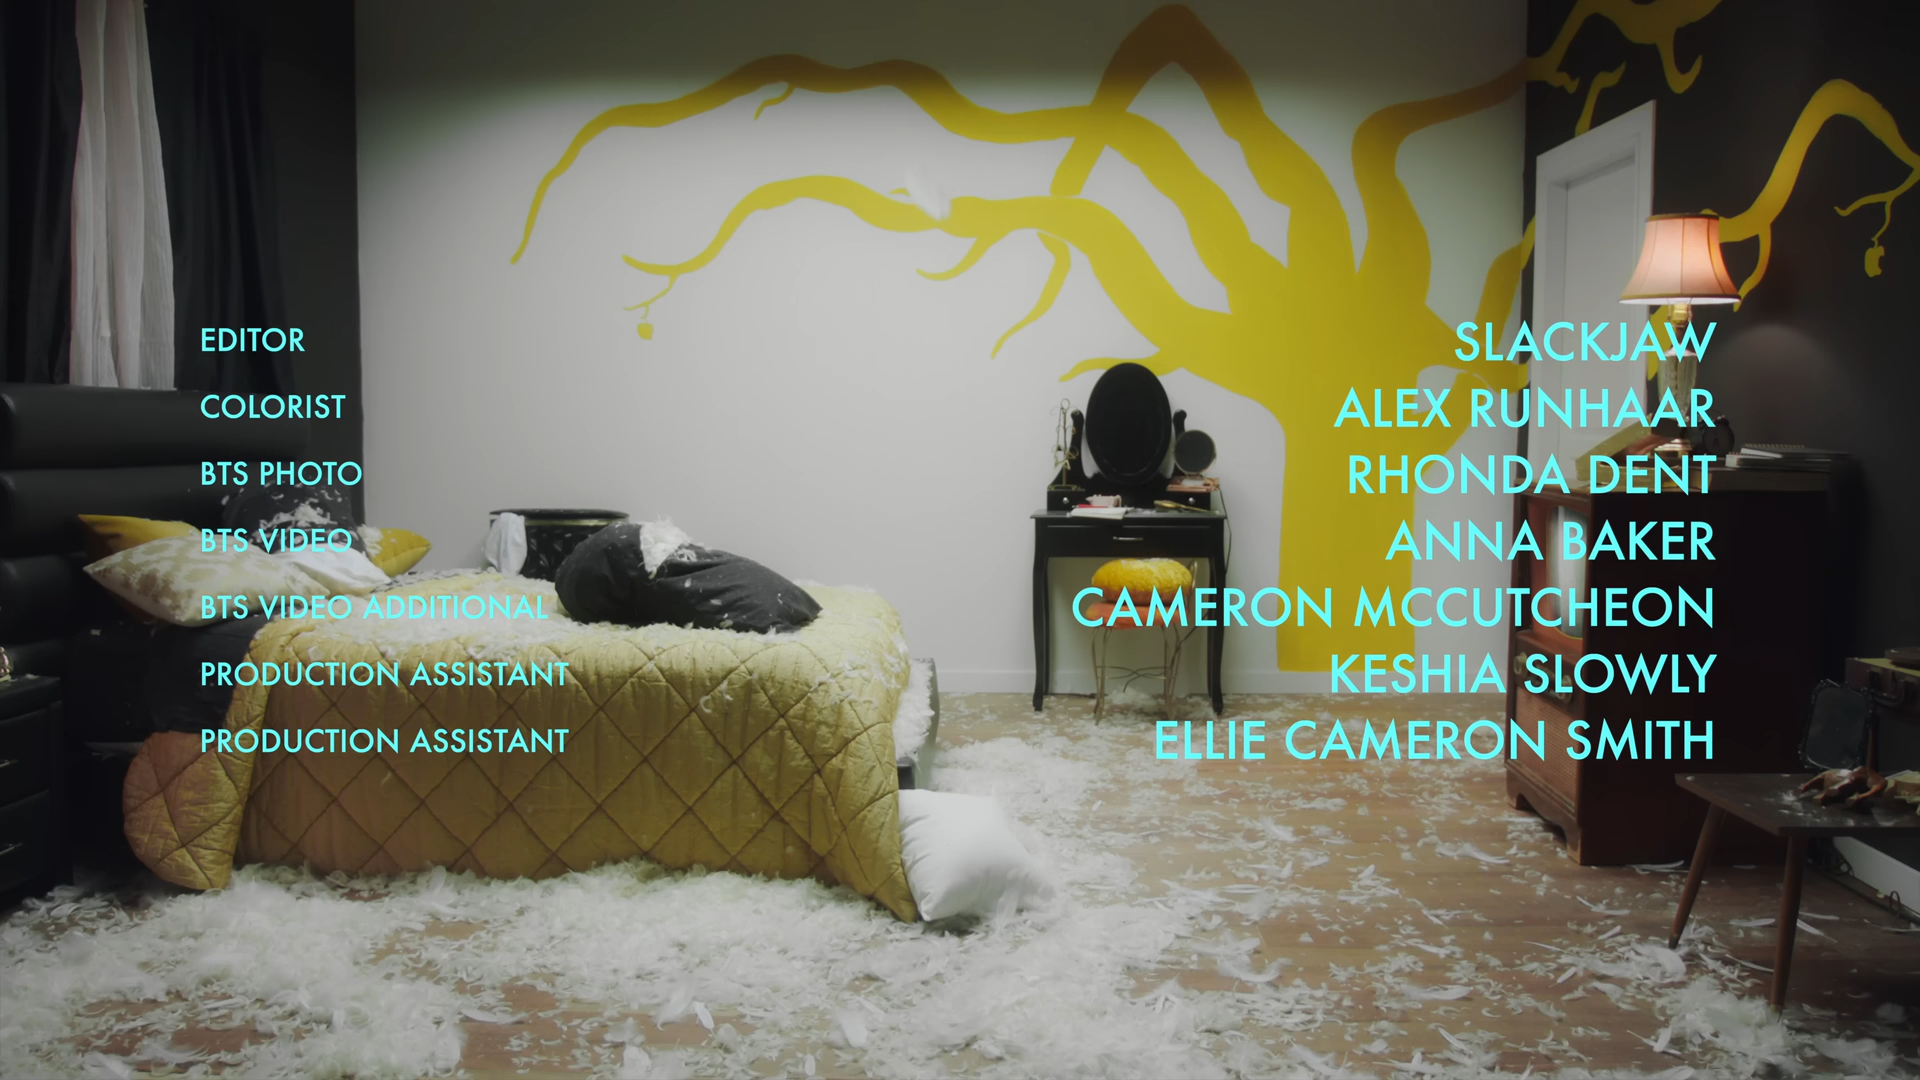 EDITOR SLACKJAW
COLORIST ALEX RUNHAAR
BTS PHOTO RHONDA DENT
BTS VIDEO ANNA BAKER
BTS VIDEO ADDITIONAL CAMERON MCCUTCHEON
PRODUCTION ASSISTANT KESHIA SLOWLY
PRODUCTION ASSISTANT ELLIE CAMERON SMITH